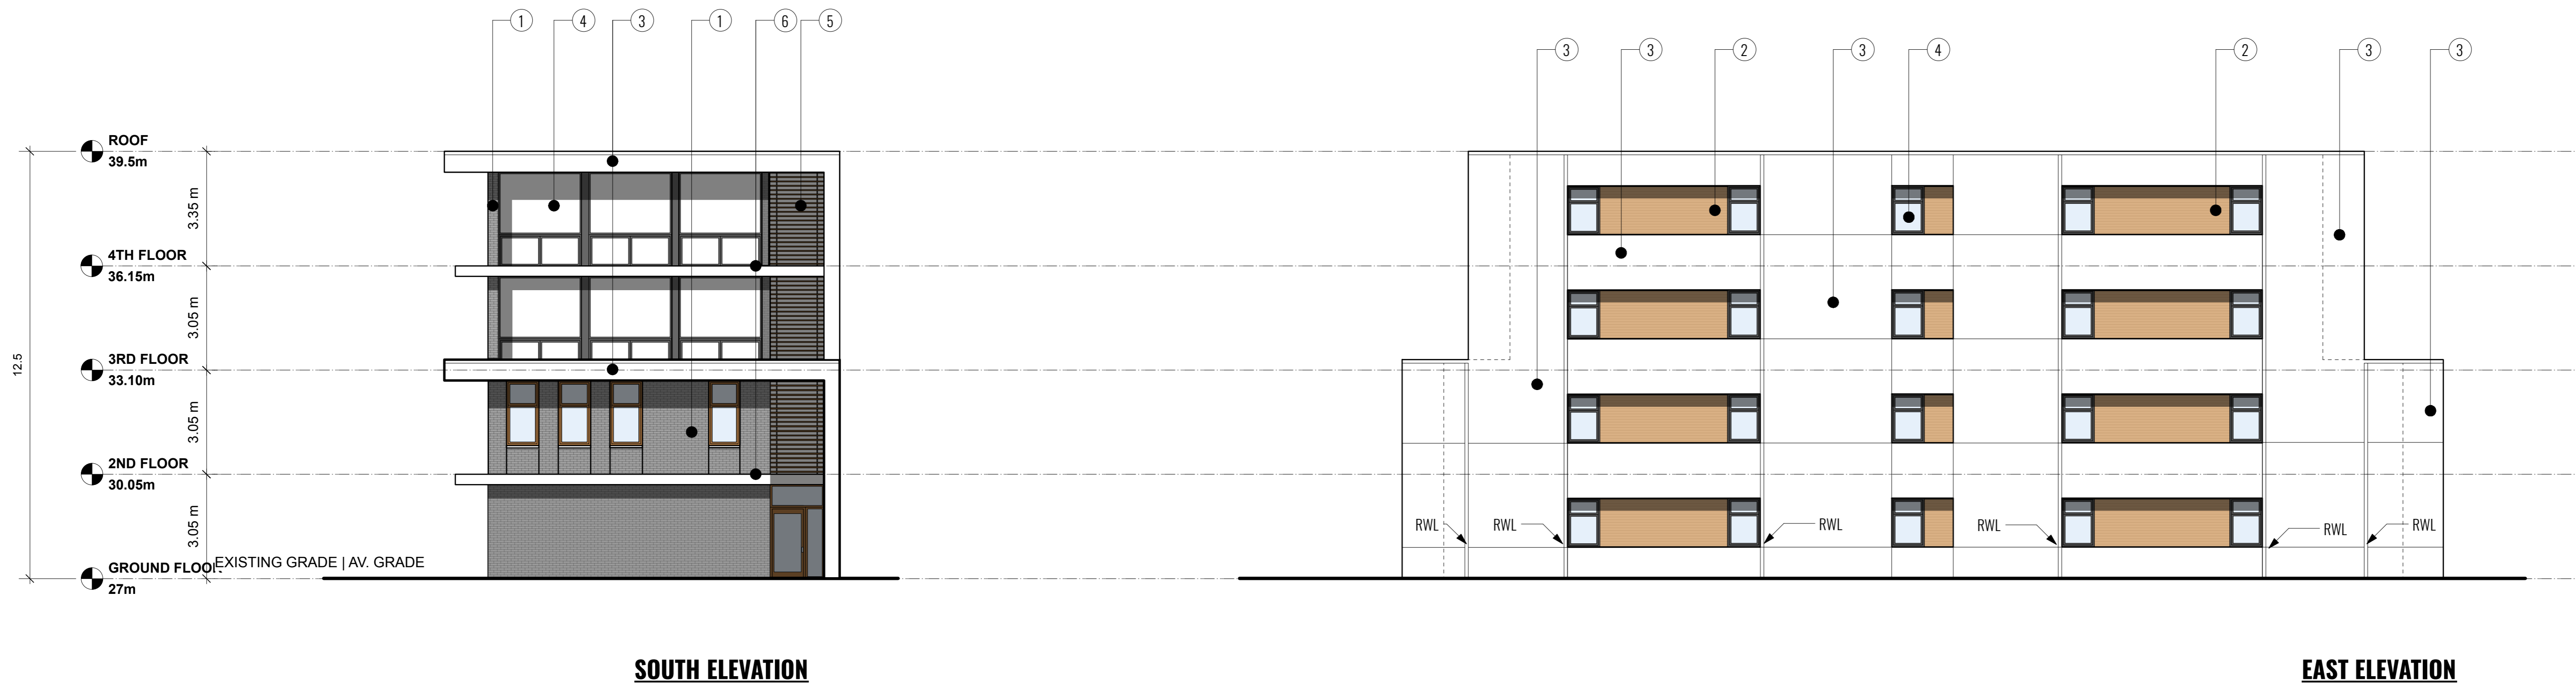 1 4 3 1 6 5
3 3 2 3 4 2 3 3
ROOF
39.5m
3.35 m
4TH FLOOR
36.15m
3.05 m
12.5
3RD FLOOR
33.10m
3.05 m
2ND FLOOR
30.05m
3.05 m
RWL RWL RWL RWL RWL RWL
EXISTING GRADE | AV. GRADE
GROUND FLOOR
27m
SOUTH ELEVATION
EAST ELEVATION